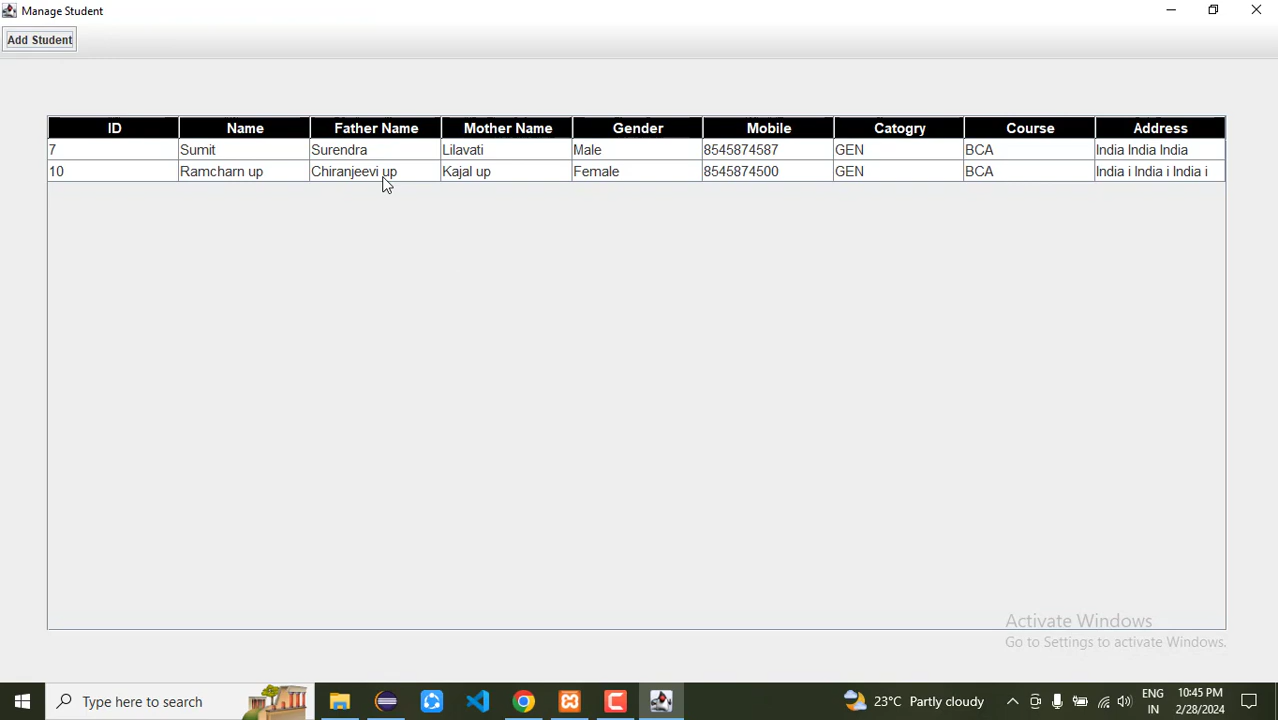 Manage Student
Add Student
ID Name Father Name Mother Name Gender Mobile Catogry Course Address
7 Sumit Surendra Lilavati Male 8545874587 GEN BCA India India India
10 Ramcharn up Chiranjeevi up Kajal up Female 8545874500 GEN BCA India i India i India i
Activate Windows
Go to Settings to activate Windows.
Type here to search
23°C Partly cloudy
ENG
IN
10:45 PM
2/28/2024